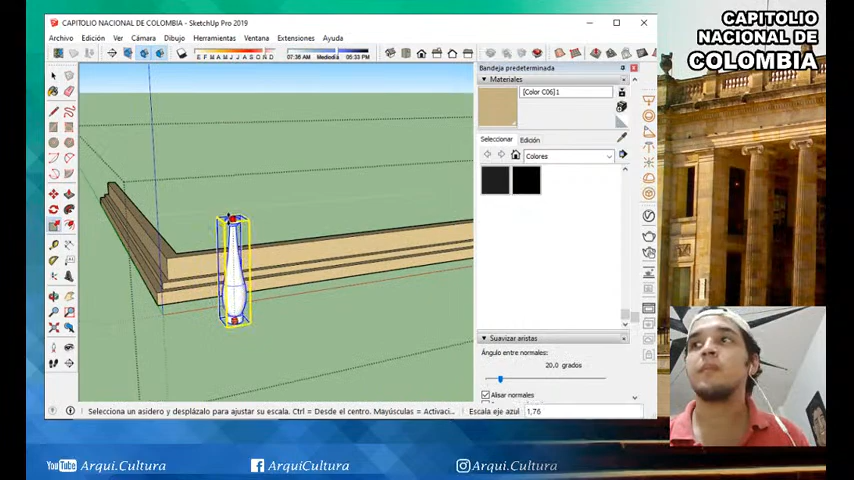 CAPITOLIO NACIONAL DE COLOMBIA - SketchUp Pro 2019
Archivo Edición Ver Cámara Dibujo Herramientas Ventana Extensiones Ayuda
E F M A M J J A S O N D 07:36 AM Mediodía 05:33 PM
Bandeja predeterminada
Materiales
[Color C06]1
Seleccionar Edición
Colores
Suavizar aristas
Ángulo entre normales:
20,0 grados
Alisar normales
Selecciona un asidero y desplázalo para ajustar su escala. Ctrl = Desde el centro. Mayúsculas = Activaci... Escala eje azul 1,76
CAPITOLIO
NACIONAL DE
COLOMBIA
YouTube Arqui.Cultura
ArquiCultura
Arqui.Cultura